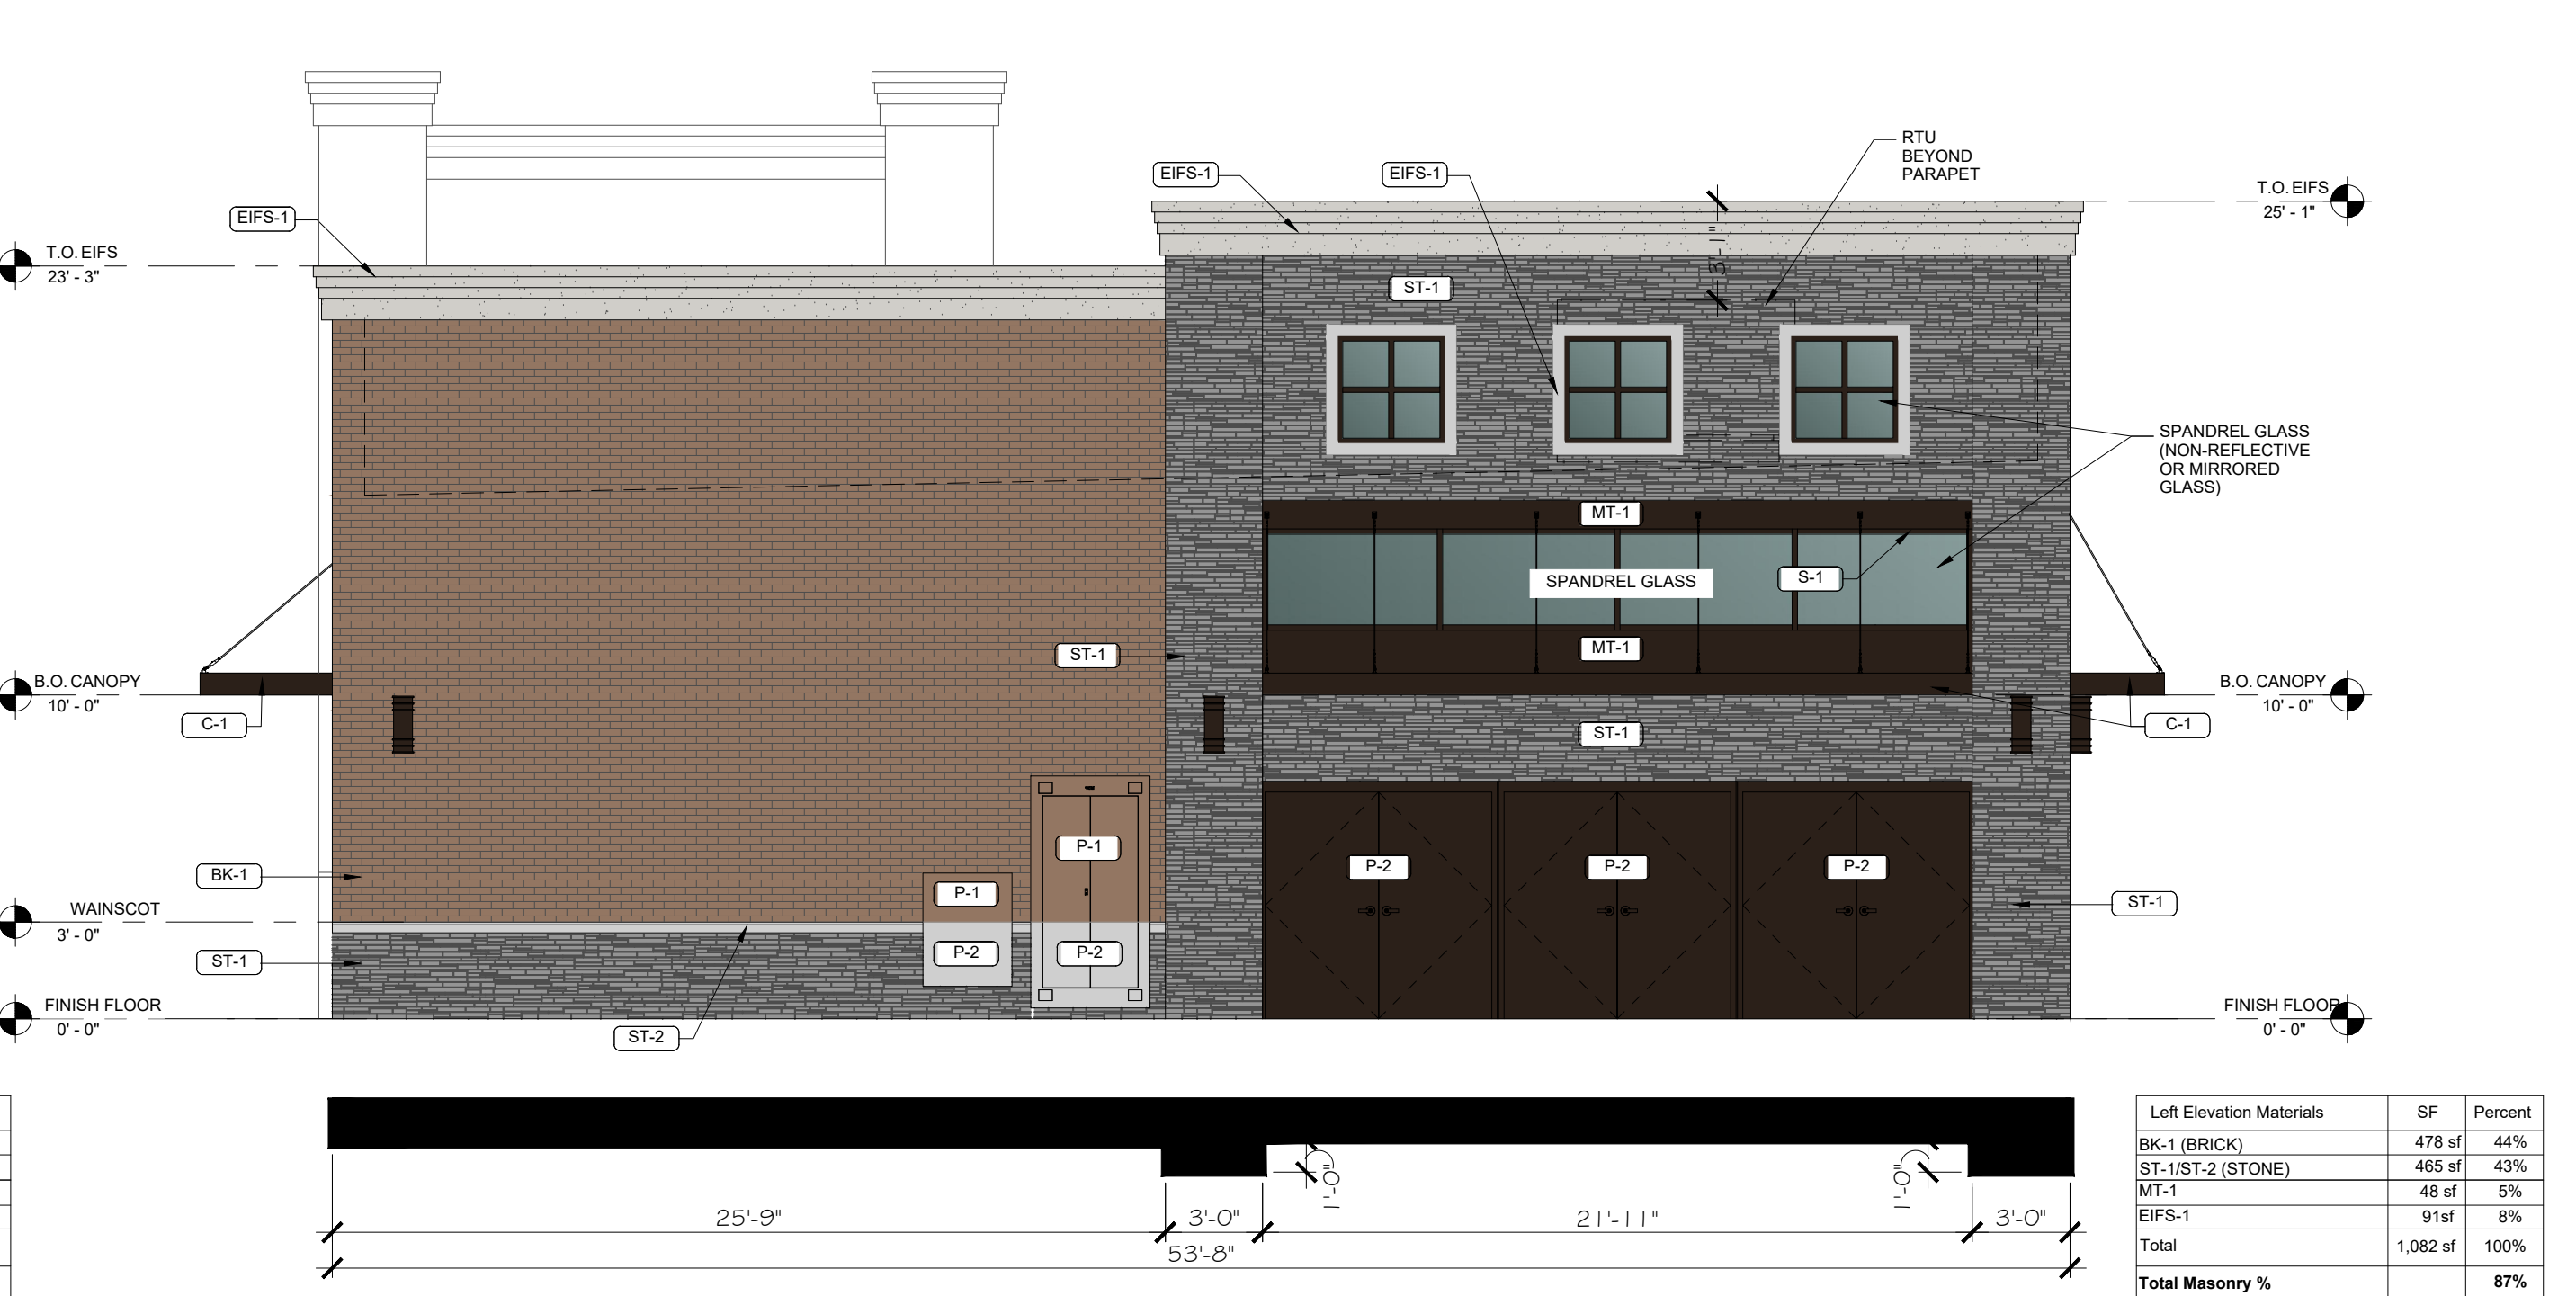 RTU
BEYOND
PARAPET
EIFS-1
EIFS-1
T.O. EIFS
25' - 1"
EIFS-1
3'-1"
T.O. EIFS
23' - 3"
ST-1
SPANDREL GLASS
(NON-REFLECTIVE
OR MIRRORED
GLASS)
MT-1
SPANDREL GLASS
S-1
ST-1
MT-1
B.O. CANOPY
10' - 0"
B.O. CANOPY
10' - 0"
C-1
C-1
ST-1
P-1
P-2
P-2
P-2
BK-1
P-1
ST-1
WAINSCOT
3' - 0"
P-2
P-2
ST-1
FINISH FLOOR
0' - 0"
FINISH FLOOR
0' - 0"
ST-2
1'-0"
1'-0"
25'-9"
3'-0"
21'-11"
3'-0"
53'-8"
Left Elevation Materials SF Percent
BK-1 (BRICK) 478 sf 44%
ST-1/ST-2 (STONE) 465 sf 43%
MT-1 48 sf 5%
EIFS-1 91sf 8%
Total 1,082 sf 100%
Total Masonry % 87%